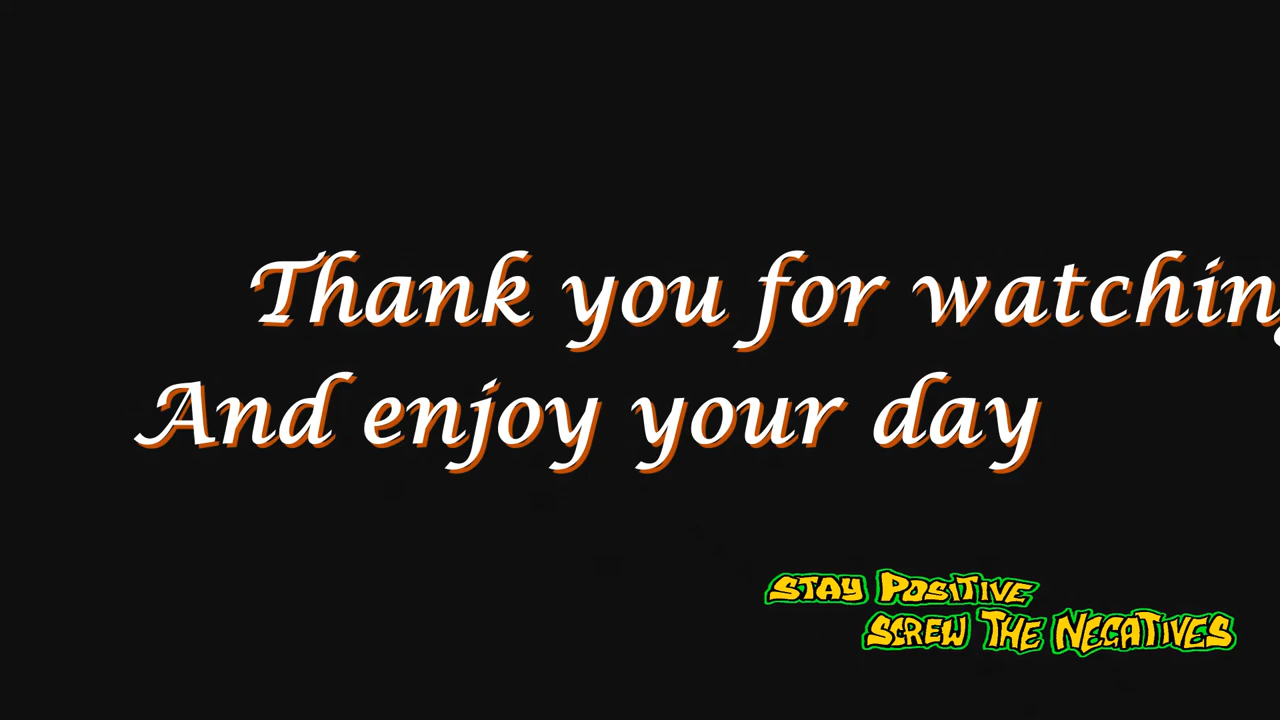 Thank you for watchin
And enjoy your day
STAY POSITIVE
SCREW THE NEGATIVES